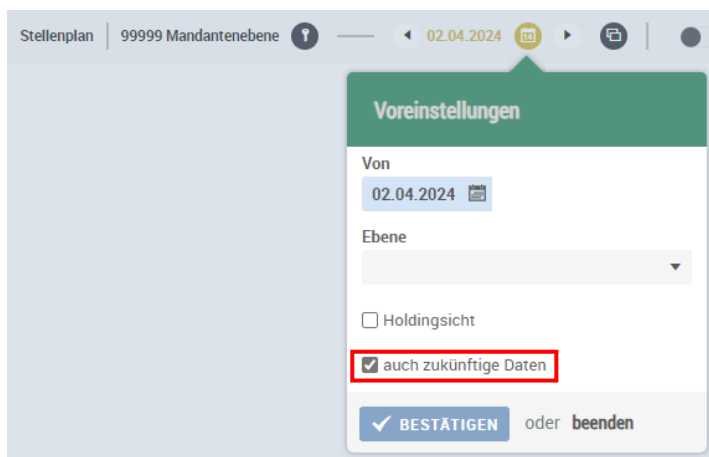 Stellenplan 99999 Mandantenebene 02.04.2024
Voreinstellungen
Von
02.04.2024
Ebene
Holdingsicht
auch zukünftige Daten
BESTÄTIGEN oder beenden